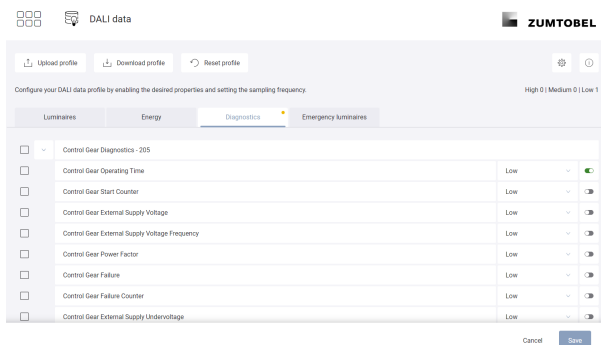 DALI data
ZUMTOBEL
Upload profile Download profile Reset profile
Configure your DALI data profile by enabling the desired properties and setting the sampling frequency. High 0 | Medium 0 | Low 1
Luminaires Energy Diagnostics Emergency luminaires
Control Gear Diagnostics - 205
Control Gear Operating Time Low
Control Gear Start Counter Low
Control Gear External Supply Voltage Low
Control Gear External Supply Voltage Frequency Low
Control Gear Power Factor Low
Control Gear Failure Low
Control Gear Failure Counter Low
Control Gear External Supply Undervoltage Low
Cancel Save